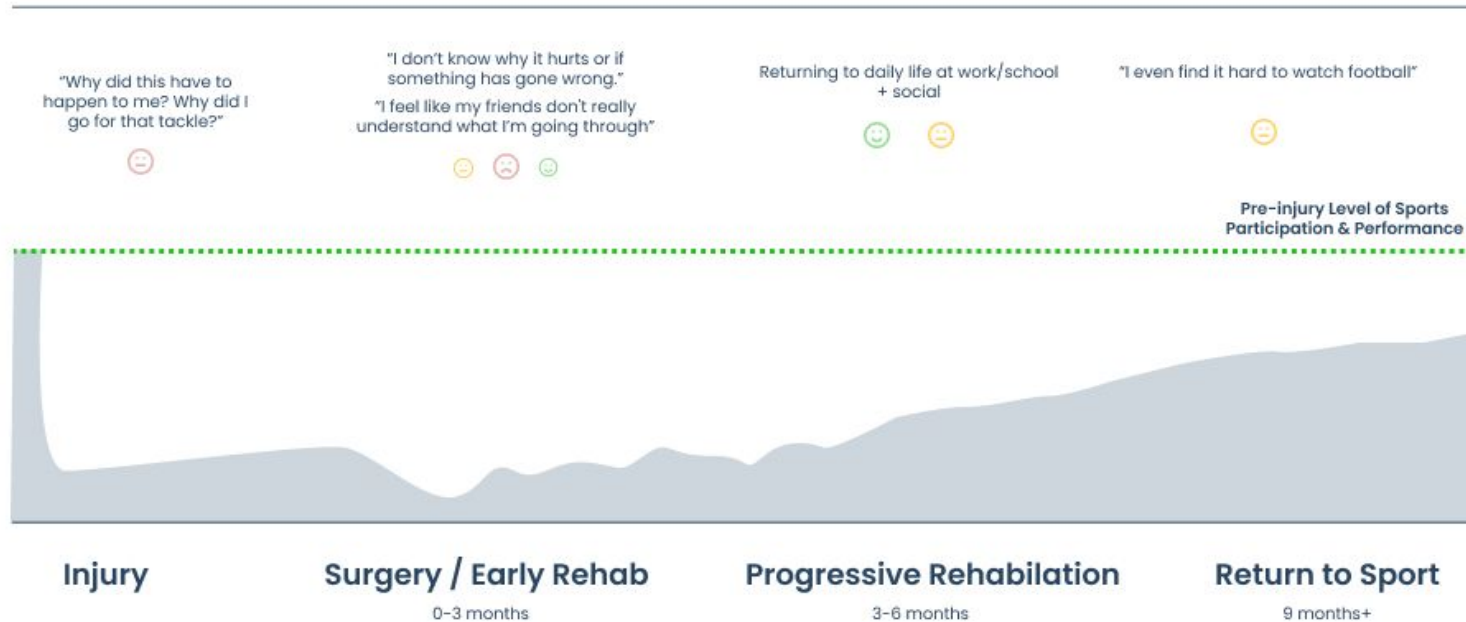 "Why did this have to
happen to me? Why did I
go for that tackle?"
"I don't know why it hurts or if
something has gone wrong."
"I feel like my friends don't really
understand what I'm going through"
Returning to daily life at work/school
+ social
"I even find it hard to watch football"
Pre-injury Level of Sports
Participation & Performance
Injury
Surgery / Early Rehab
0-3 months
Progressive Rehabilation
3-6 months
Return to Sport
9 months+